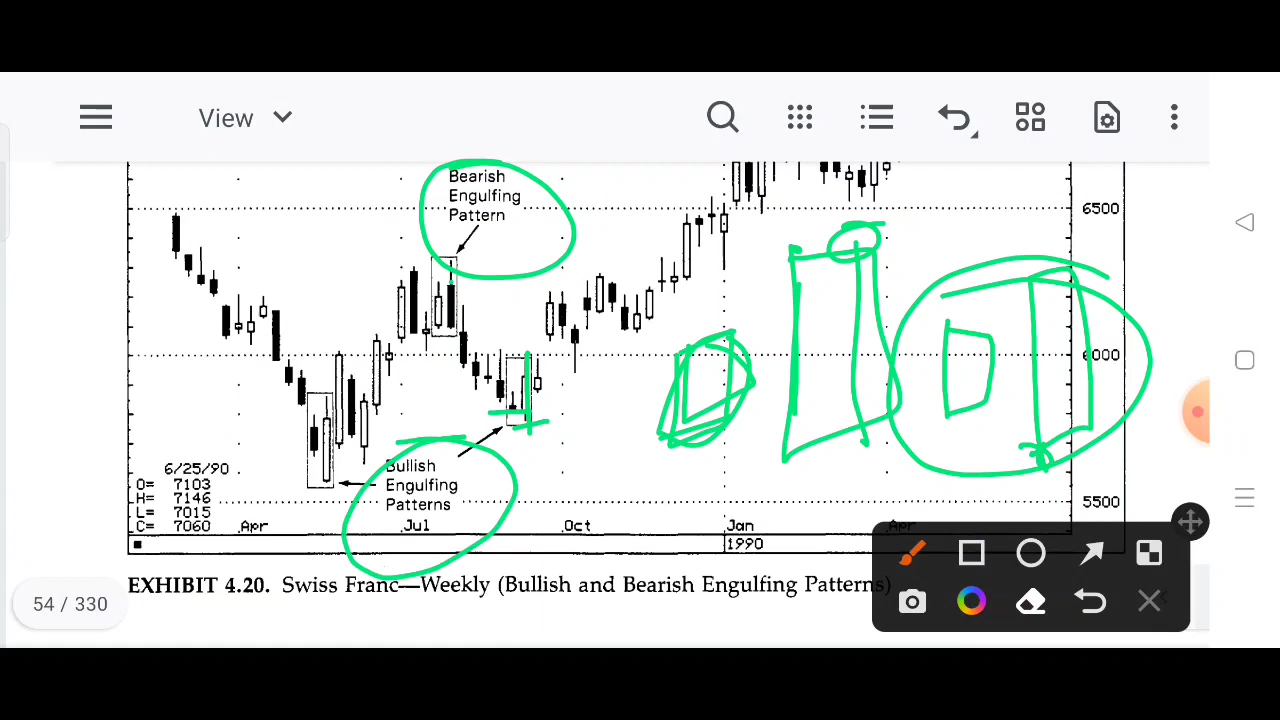 View
Bearish
Engulfing
Pattern
6500
6000
Bullish
Engulfing
Patterns
5500
6/25/90
O= 7103
H= 7146
L= 7015
C= 7060
Apr
Jul
Oct
Jan
Apr
1990
EXHIBIT 4.20. Swiss Franc—Weekly (Bullish and Bearish Engulfing Patterns)
54 / 330